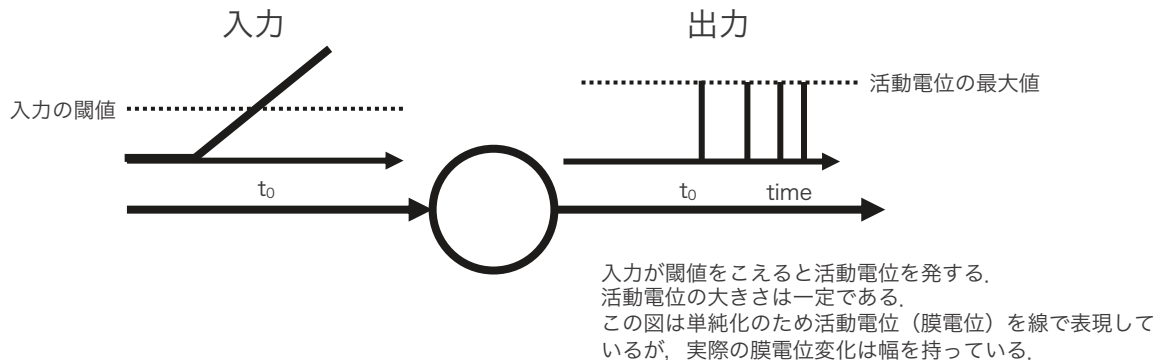 入力
出力
入力の閾値
活動電位の最大値
t₀
t₀
time
入力が閾値をこえると活動電位を発する.
活動電位の大きさは一定である.
この図は単純化のため活動電位（膜電位）を線で表現して
いるが，実際の膜電位変化は幅を持っている.